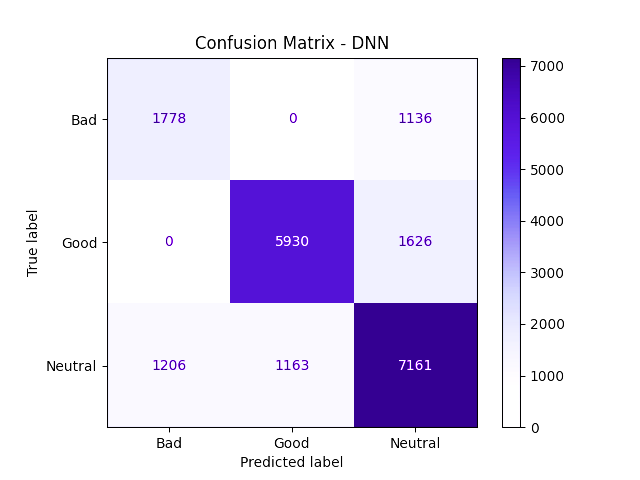 Confusion Matrix - DNN
True label
Bad 1778 0 1136
Good 0 5930 1626
Neutral 1206 1163 7161
Bad Good Neutral
Predicted label
7000
6000
5000
4000
3000
2000
1000
0